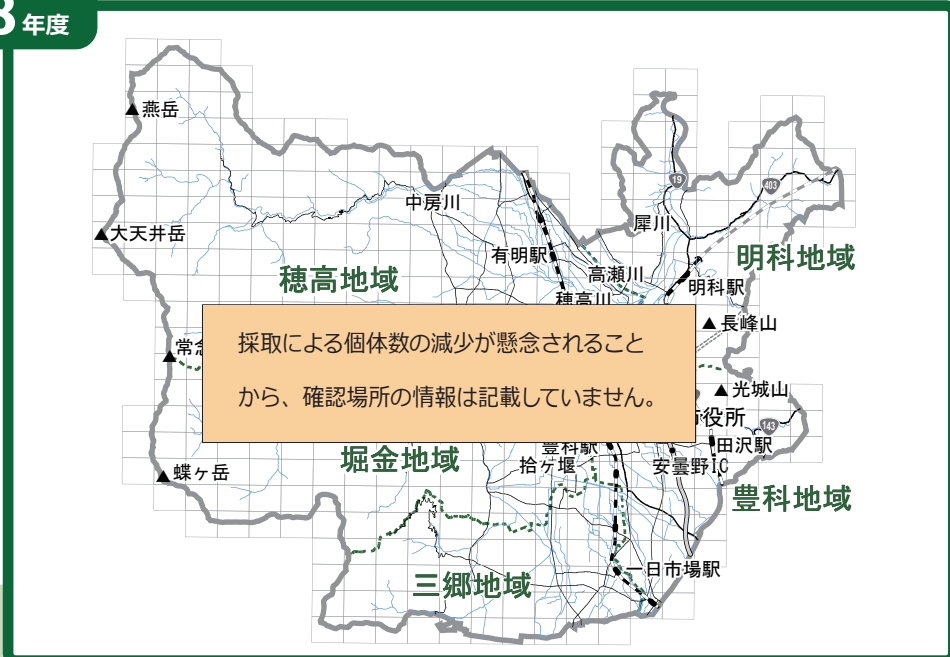 3年度
▲燕岳
19
403
中房川
犀川
▲大天井岳
有明駅
明科地域
穂高地域
高瀬川
明科駅
穂高川
▲長峰山
採取による個体数の減少が懸念されること
から、確認場所の情報は記載していません。
▲常念
▲光城山
市役所
143
田沢駅
豊科駅
堀金地域
拾ヶ堰
安曇野IC
▲蝶ヶ岳
豊科地域
一日市場駅
三郷地域